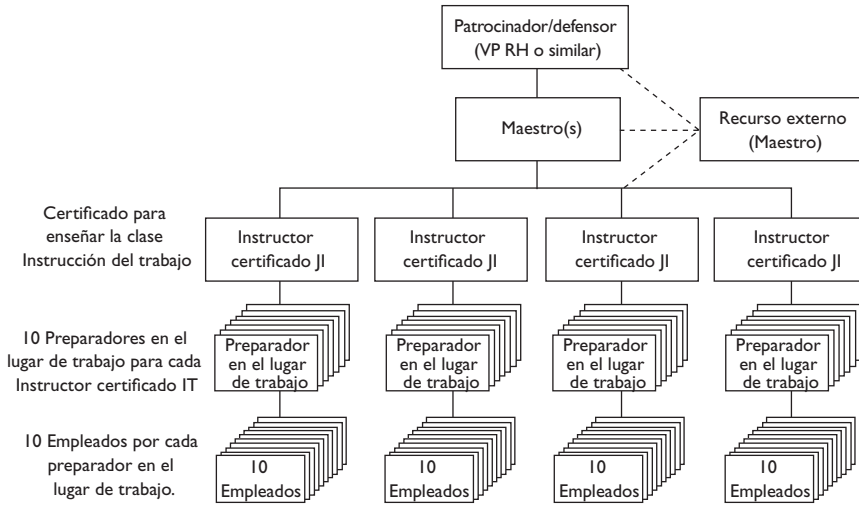 Patrocinador/defensor
(VP RH o similar)
Maestro(s)
Recurso externo
(Maestro)
Certificado para
enseñar la clase
Instrucción del trabajo
Instructor
certificado JI
Instructor
certificado JI
Instructor
certificado JI
Instructor
certificado JI
10 Preparadores en el
lugar de trabajo para cada
Instructor certificado IT
Preparador
en el lugar
de trabajo
Preparador
en el lugar
de trabajo
Preparador
en el lugar
de trabajo
Preparador
en el lugar
de trabajo
10 Empleados por cada
preparador en el
lugar de trabajo.
10
Empleados
10
Empleados
10
Empleados
10
Empleados